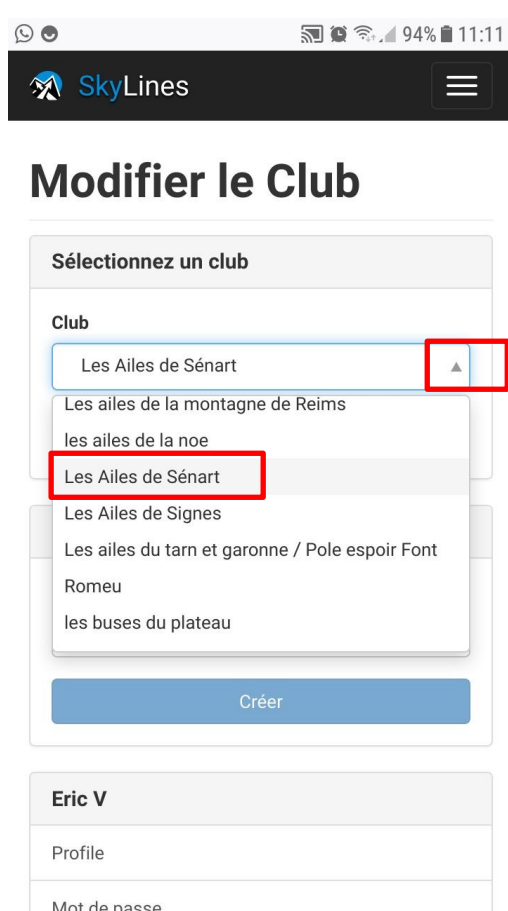 94% 11:11
SkyLines
Modifier le Club
Sélectionnez un club
Club
Les Ailes de Sénart
Les ailes de la montagne de Reims
les ailes de la noe
Les Ailes de Sénart
Les Ailes de Signes
Les ailes du tarn et garonne / Pole espoir Font
Romeu
les buses du plateau
Créer
Eric V
Profile
Mot de passe